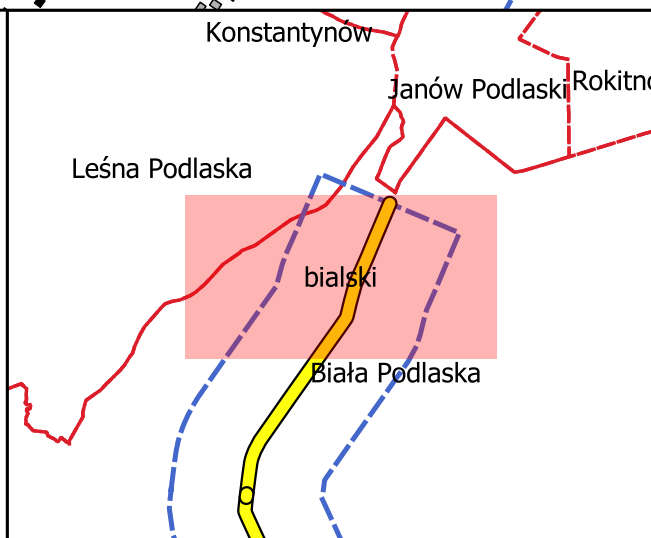 Konstantynów
Janów Podlaski
Rokitno
Leśna Podlaska
bialski
Biała Podlaska